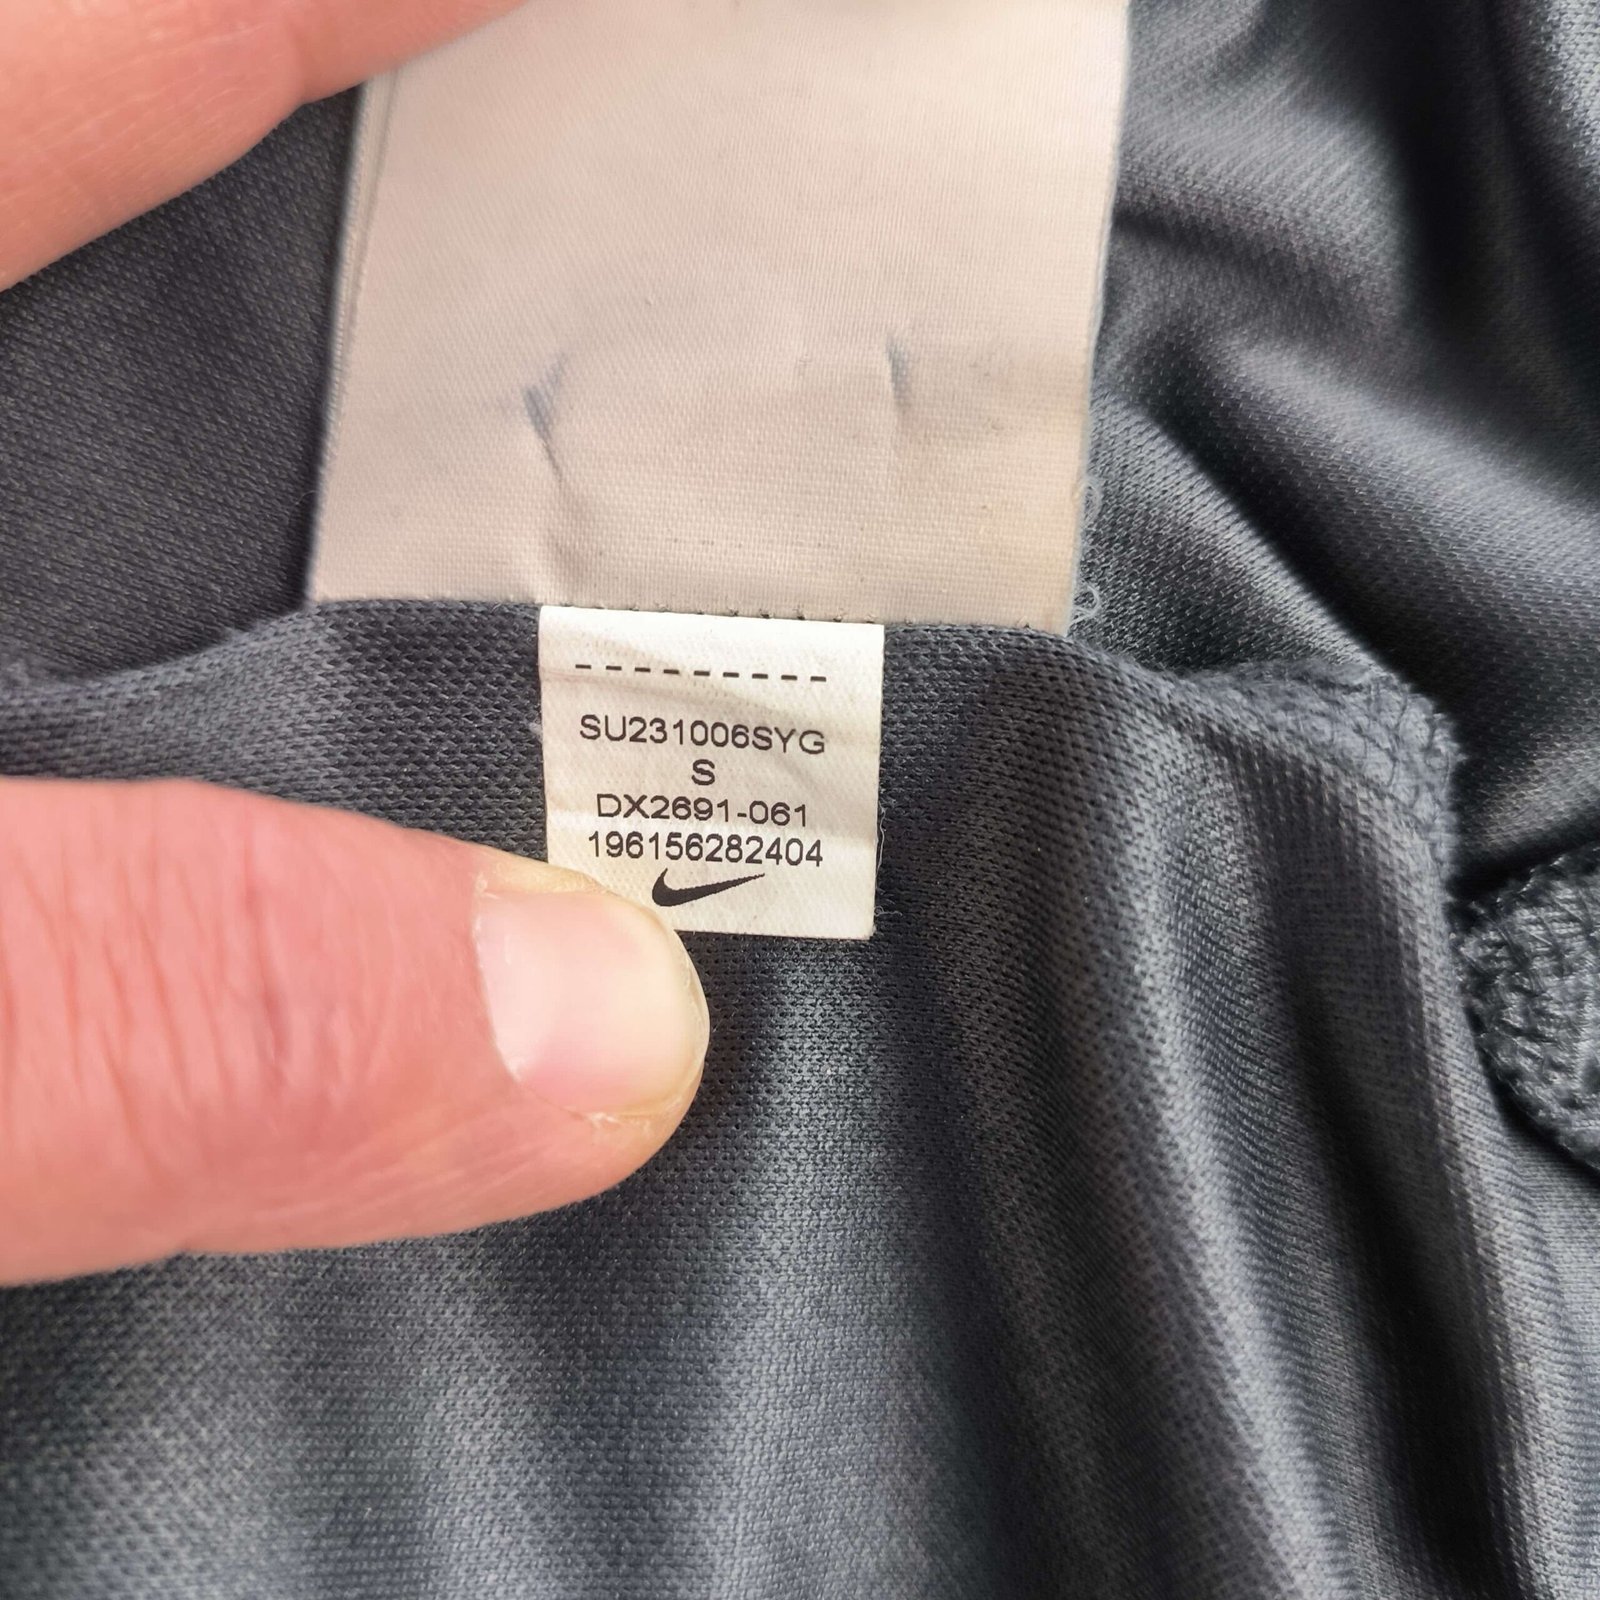 ---------
SU231006SYG
S
DX2691-061
196156282404